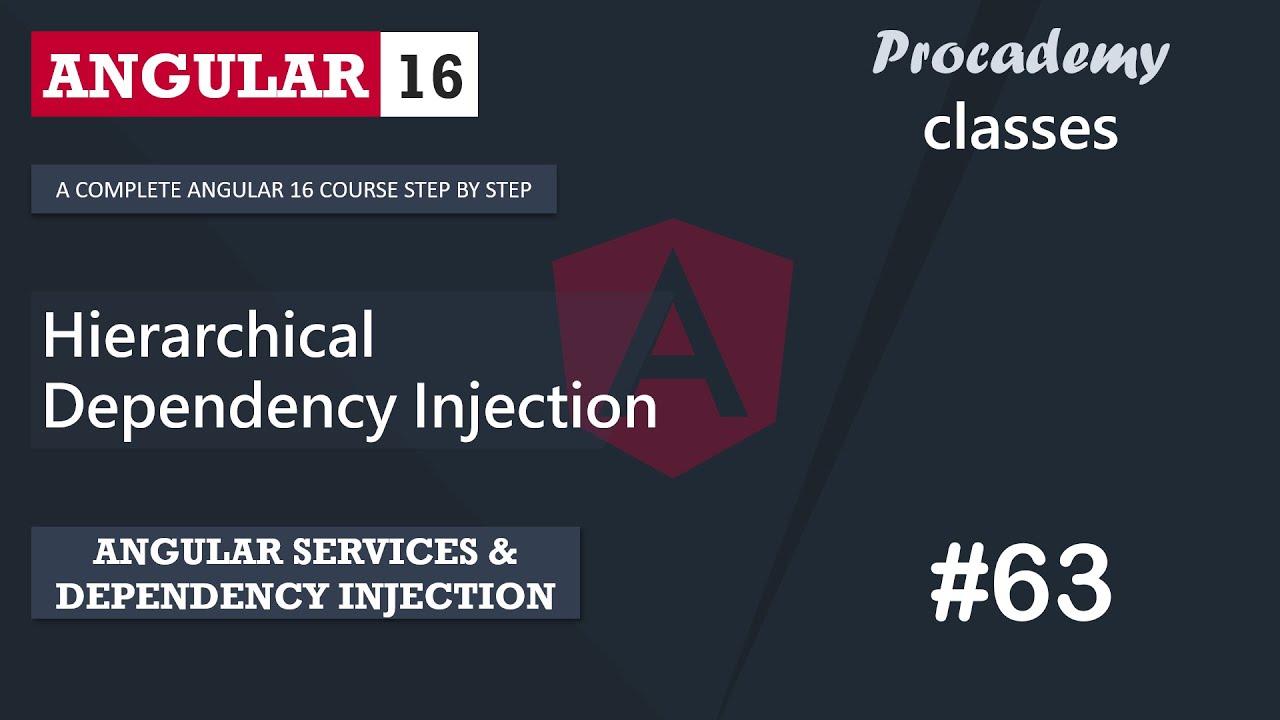 ANGULAR 16
Procademy
classes
A COMPLETE ANGULAR 16 COURSE STEP BY STEP
Hierarchical
Dependency Injection
ANGULAR SERVICES &
DEPENDENCY INJECTION
#63